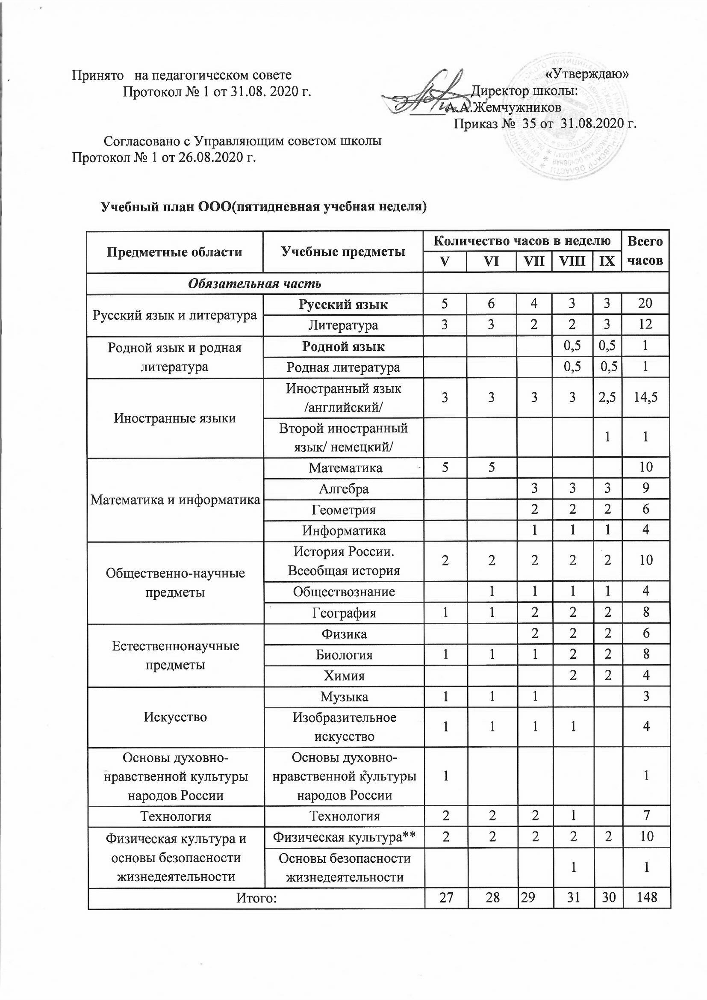 Принято на педагогическом совете
«Утверждаю»
Протокол № 1 от 31.08. 2020 г.
Директор школы:
_____А.А.Жемчужников
Приказ № 35 от 31.08.2020 г.
Согласовано с Управляющим советом школы
Протокол № 1 от 26.08.2020 г.
Учебный план ООО(пятидневная учебная неделя)
Предметные области Учебные предметы Количество часов в неделю Всего часов
V VI VII VIII IX
Обязательная часть
Русский язык и литература
Русский язык 5 6 4 3 3 20
Литература 3 3 2 2 3 12
Родной язык и родная
литература
Родной язык 0,5 0,5 1
Родная литература 0,5 0,5 1
Иностранные языки
Иностранный язык
/английский/ 3 3 3 3 2,5 14,5
Второй иностранный
язык/ немецкий/ 1 1
Математика и информатика
Математика 5 5 10
Алгебра 3 3 3 9
Геометрия 2 2 2 6
Информатика 1 1 1 4
Общественно-научные
предметы
История России.
Всеобщая история 2 2 2 2 2 10
Обществознание 1 1 1 1 4
География 1 1 2 2 2 8
Естественнонаучные
предметы
Физика 2 2 2 6
Биология 1 1 1 2 2 8
Химия 2 2 4
Искусство
Музыка 1 1 1 3
Изобразительное
искусство 1 1 1 1 4
Основы духовно-
нравственной культуры
народов России
Основы духовно-
нравственной культуры
народов России 1 1
Технология Технология 2 2 2 1 7
Физическая культура и
основы безопасности
жизнедеятельности
Физическая культура** 2 2 2 2 2 10
Основы безопасности
жизнедеятельности 1 1
Итого: 27 28 29 31 30 148